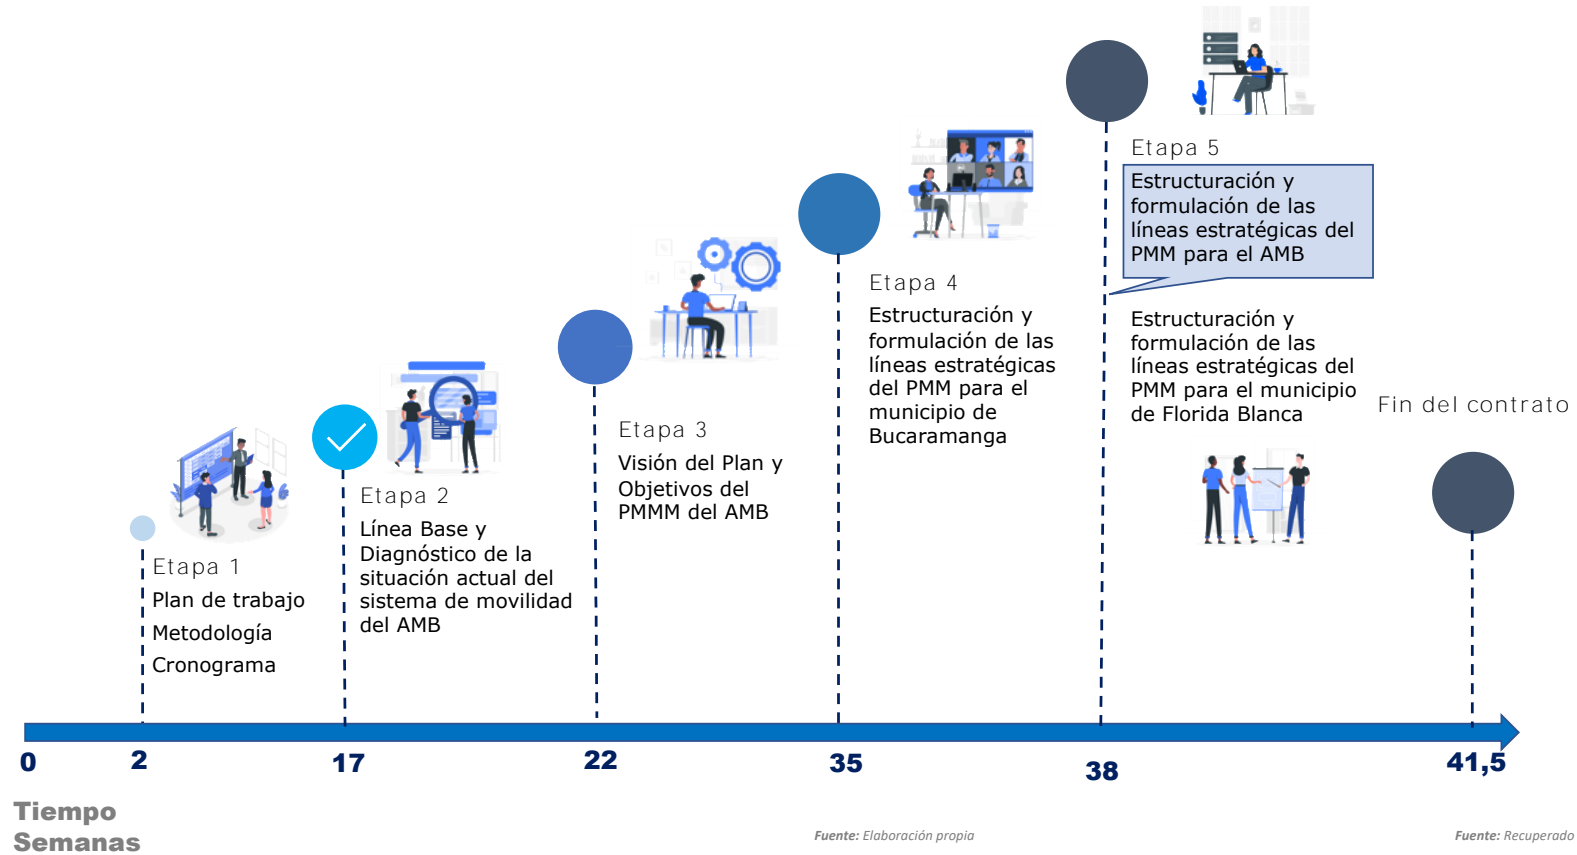 Etapa 1
Plan de trabajo
Metodología
Cronograma
Etapa 2
Línea Base y
Diagnóstico de la
situación actual del
sistema de movilidad
del AMB
Etapa 3
Visión del Plan y
Objetivos del
PMMM del AMB
Etapa 4
Estructuración y
formulación de las
líneas estratégicas
del PMM para el
municipio de
Bucaramanga
Etapa 5
Estructuración y
formulación de las
líneas estratégicas del
PMM para el AMB
Estructuración y
formulación de las
líneas estratégicas del
PMM para el municipio
de Florida Blanca
Fin del contrato
0
2
17
22
35
38
41,5
Tiempo
Semanas
Fuente: Elaboración propia
Fuente: Recuperado